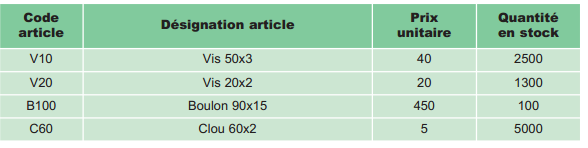 Code article Désignation article Prix unitaire Quantité en stock
V10 Vis 50x3 40 2500
V20 Vis 20x2 20 1300
B100 Boulon 90x15 450 100
C60 Clou 60x2 5 5000